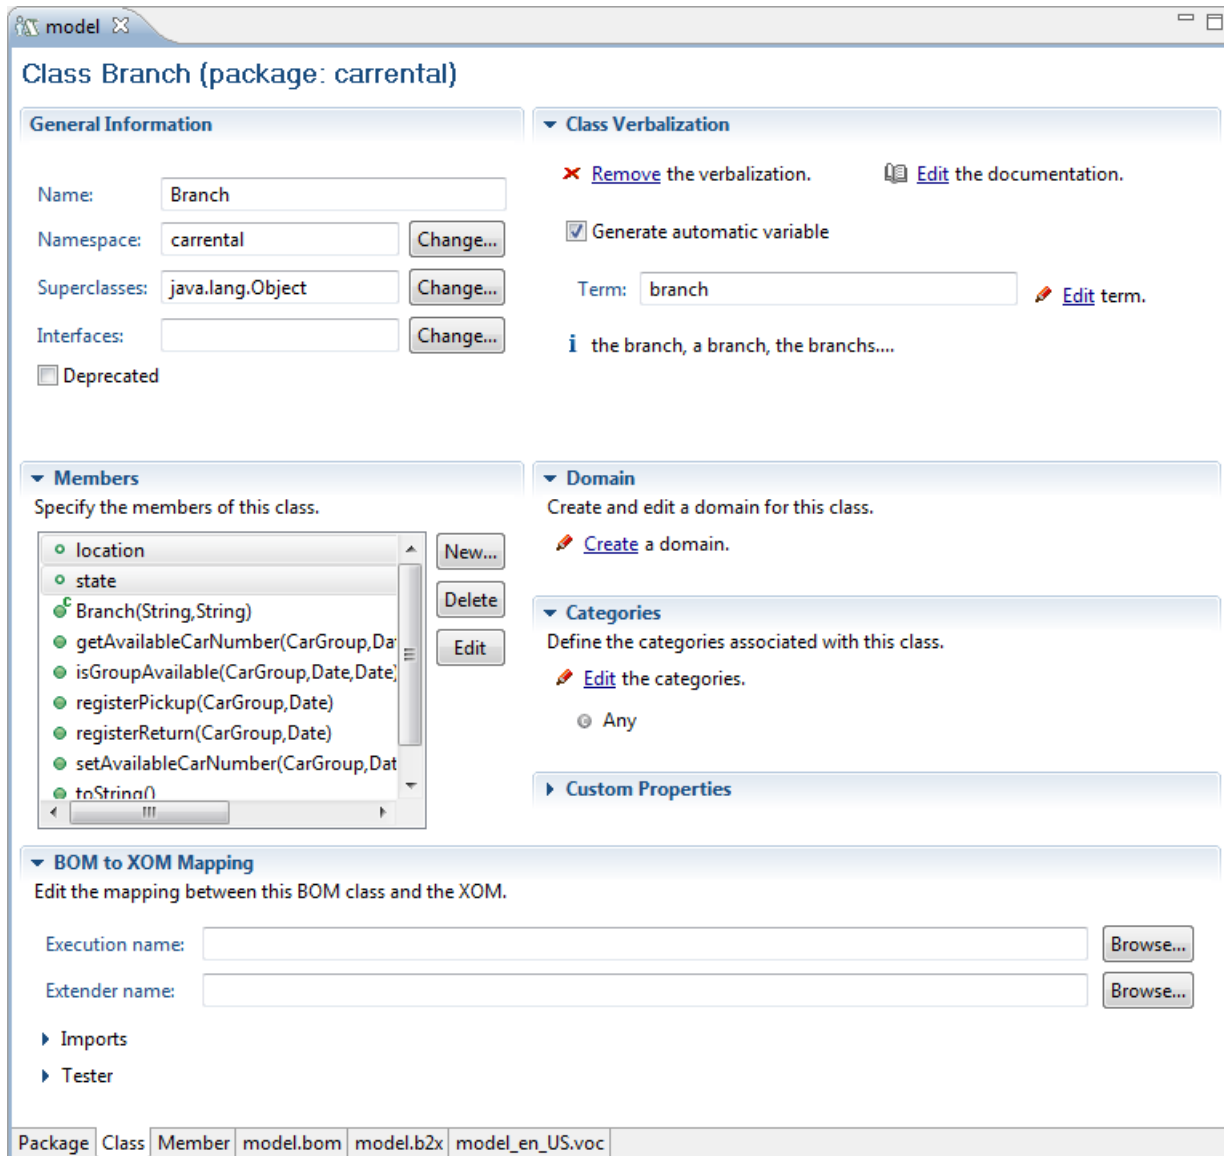 model
Class Branch (package: carrental)
General Information
Name: Branch
Namespace: carrental Change...
Superclasses: java.lang.Object Change...
Interfaces: Change...
Deprecated
Class Verbalization
Remove the verbalization. Edit the documentation.
Generate automatic variable
Term: branch Edit term.
i the branch, a branch, the branchs....
Members
Specify the members of this class.
location
state
Branch(String,String)
getAvailableCarNumber(CarGroup,Dat
isGroupAvailable(CarGroup,Date,Date)
registerPickup(CarGroup,Date)
registerReturn(CarGroup,Date)
setAvailableCarNumber(CarGroup,Dat
toString()
New...
Delete
Edit
Domain
Create and edit a domain for this class.
Create a domain.
Categories
Define the categories associated with this class.
Edit the categories.
Any
Custom Properties
BOM to XOM Mapping
Edit the mapping between this BOM class and the XOM.
Execution name: Browse...
Extender name: Browse...
Imports
Tester
Package Class Member model.bom model.b2x model_en_US.voc